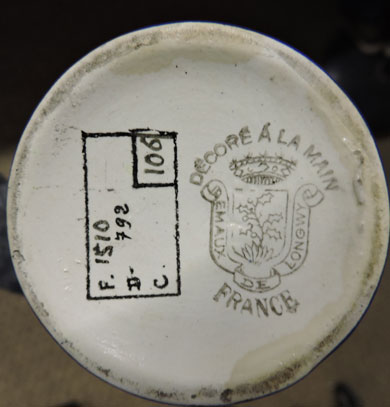 106
F. 1510
D- 792
C.
DÉCORÉ À LA MAIN
EMAUX DE LONGWY
FRANCE